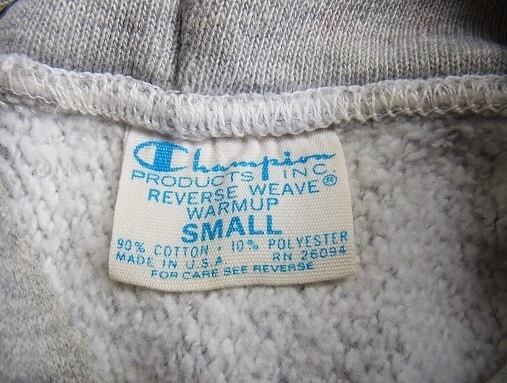 Champion
PRODUCTS INC
REVERSE WEAVE®
WARMUP
SMALL
90% COTTON · 10% POLYESTER
MADE IN U.S.A. RN 26094
FOR CARE SEE REVERSE